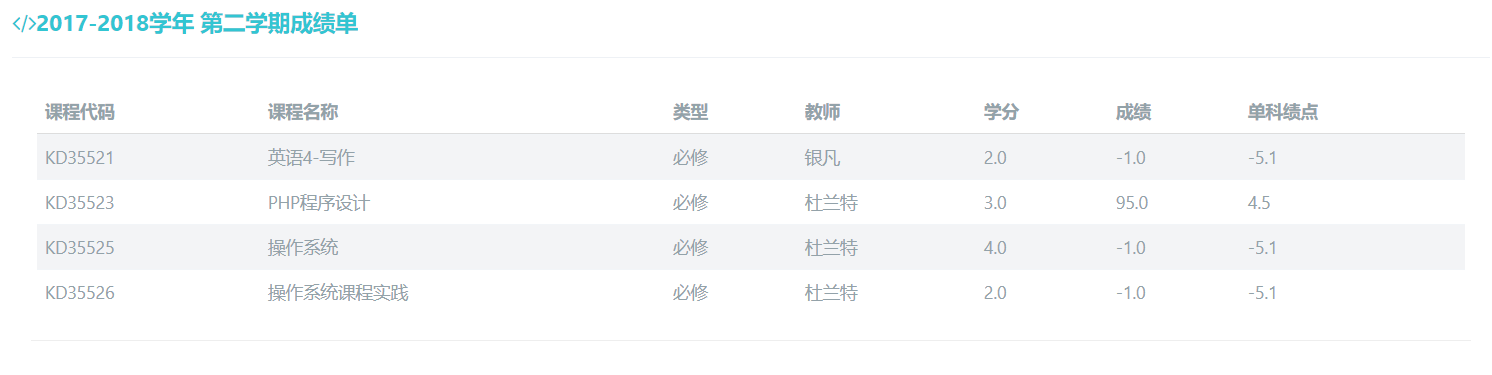 </>2017-2018学年 第二学期成绩单
课程代码 课程名称 类型 教师 学分 成绩 单科绩点
KD35521 英语4-写作 必修 银凡 2.0 -1.0 -5.1
KD35523 PHP程序设计 必修 杜兰特 3.0 95.0 4.5
KD35525 操作系统 必修 杜兰特 4.0 -1.0 -5.1
KD35526 操作系统课程实践 必修 杜兰特 2.0 -1.0 -5.1